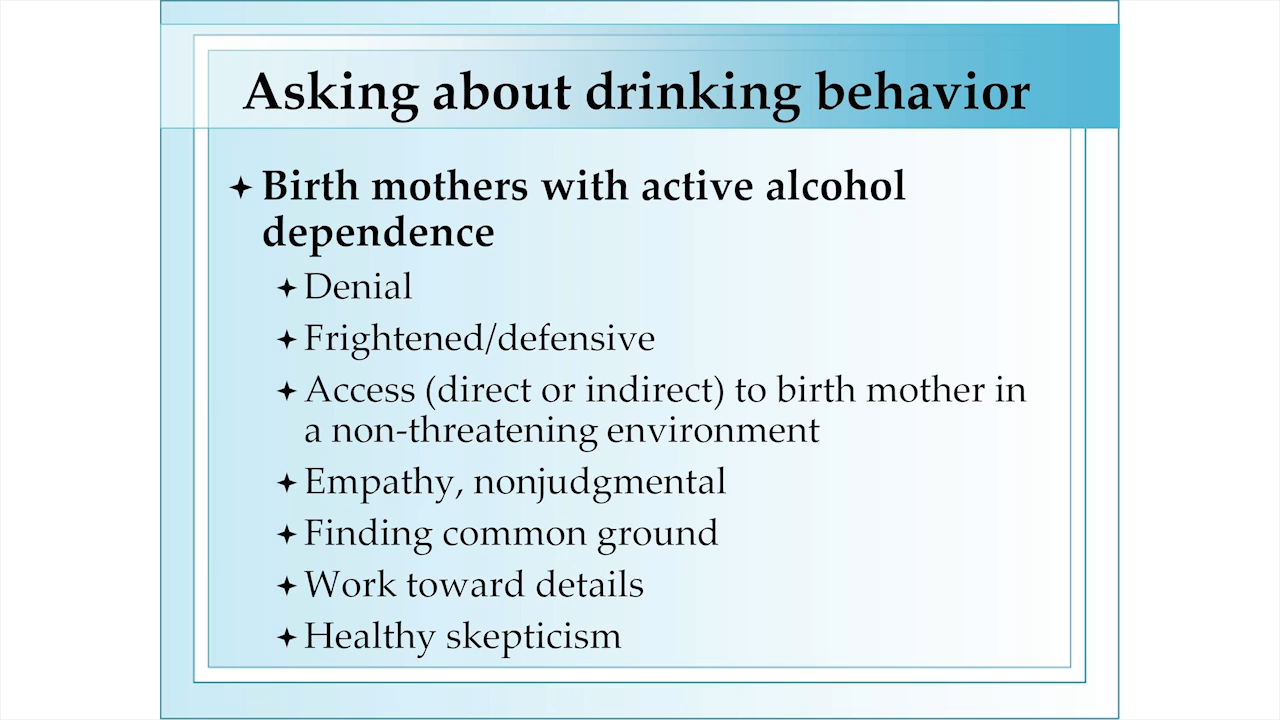 Asking about drinking behavior
Birth mothers with active alcohol
dependence
Denial
Frightened/defensive
Access (direct or indirect) to birth mother in
a non-threatening environment
Empathy, nonjudgmental
Finding common ground
Work toward details
Healthy skepticism